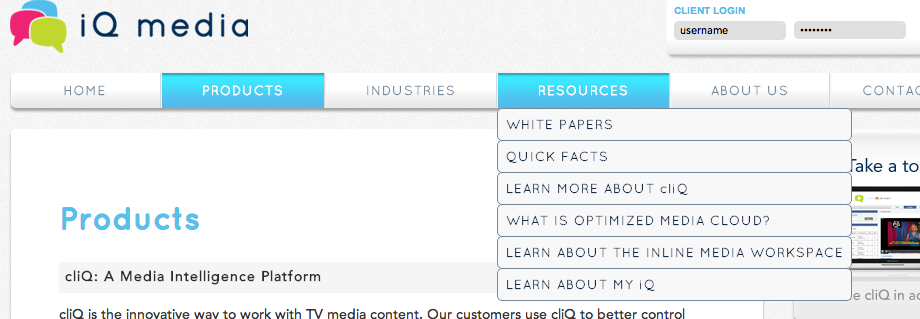 iQ media
CLIENT LOGIN
username
••••••••
HOME
PRODUCTS
INDUSTRIES
RESOURCES
ABOUT US
CONTAC
WHITE PAPERS
QUICK FACTS
LEARN MORE ABOUT cliQ
WHAT IS OPTIMIZED MEDIA CLOUD?
LEARN ABOUT THE INLINE MEDIA WORKSPACE
LEARN ABOUT MY iQ
Take a to
Products
cliQ: A Media Intelligence Platform
e cliQ in ac
cliQ is the innovative way to work with TV media content. Our customers use cliQ to better control